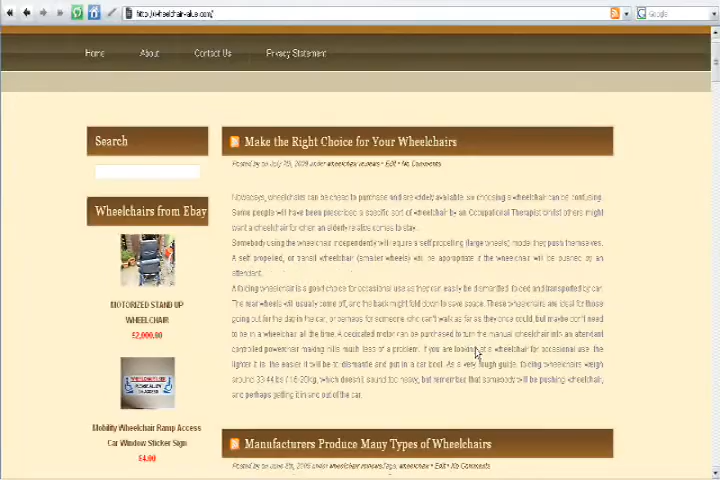 http://wheelchair-value.com/
Google
Home About Contact Us Privacy Statement
Search
Wheelchairs from Ebay
MOTORIZED STAND UP
WHEELCHAIR
£2,000.00
Mobility Wheelchair Ramp Access
Car Window Sticker Sign
£4.00
Make the Right Choice for Your Wheelchairs
Posted by on July 7th, 2009 under wheelchair reviews • Edit • No Comments
Nowadays, wheelchairs can be cheap to purchase and are widely available so choosing a wheelchair can be confusing.
Some people will have been prescribed a specific sort of wheelchair by an Occupational Therapist whilst others might
want a wheelchair for when an elderly relative comes to stay.
Somebody using the wheelchair independently will require a self propelling (large wheels) model they push themselves.
A self propelled, or transit wheelchair (smaller wheels) will be appropriate if the wheelchair will be pushed by an
attendant.
A folding wheelchair is a good choice for occasional use as they can easily be dismantled, folded and transported by car.
The rear wheels will usually come off, and the back might fold down to save space. These wheelchairs are ideal for those
going out for the day in the car, or perhaps for someone who can't walk as far as they once could, but maybe don't need
to be in a wheelchair all the time. A dedicated motor can be purchased to turn the manual wheelchair into an attendant
controlled powerchair making hills much less of a problem. If you are looking at a wheelchair for occasional use, the
lighter it is, the easier it will be to dismantle and put in a car boot. As a very rough guide, folding wheelchairs weigh
around 33-44 lbs (16-20kg, which doesn't sound too heavy, but remember that somebody will be pushing wheelchair,
and perhaps getting it in and out of the car.
Manufacturers Produce Many Types of Wheelchairs
Posted by on June 8th, 2009 under wheelchair reviews Tags: wheelchair • Edit • No Comments